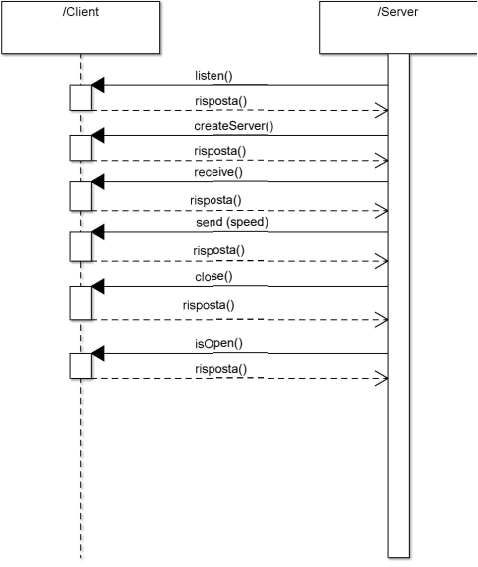 /Client
/Server
listen()
risposta()
createServer()
risposta()
receive()
risposta()
send (speed)
risposta()
close()
risposta()
isOpen()
risposta()